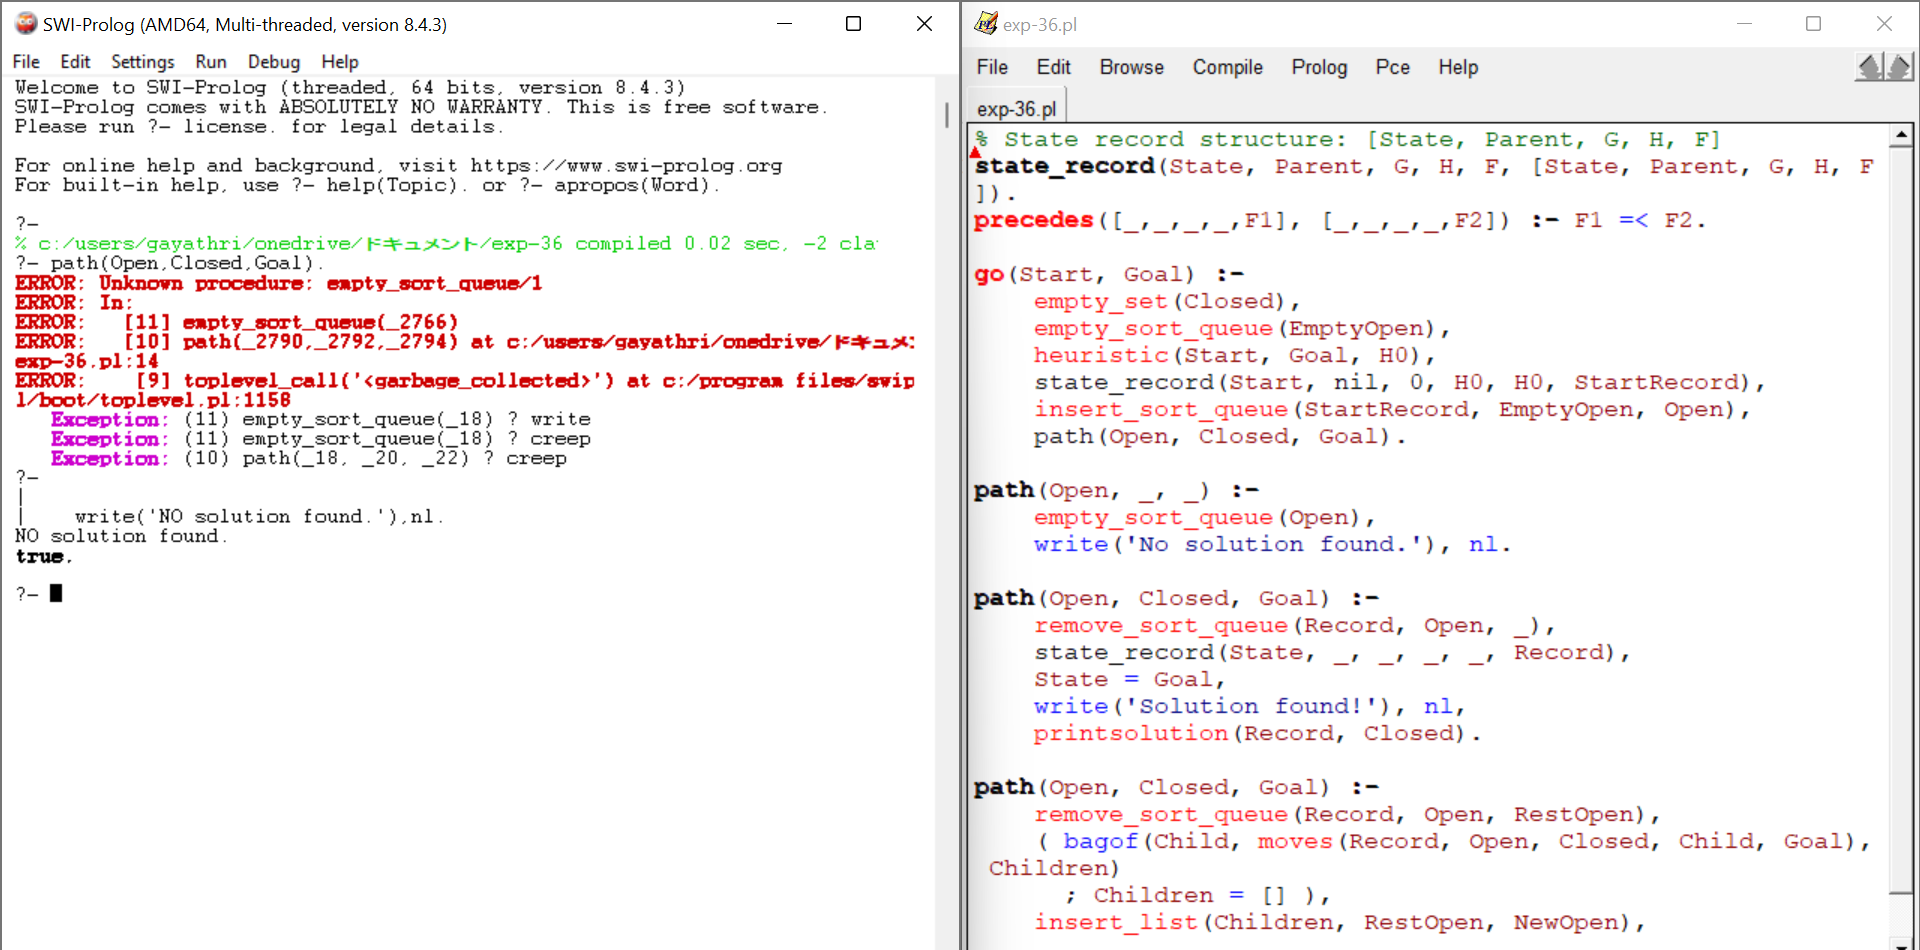 SWI-Prolog (AMD64, Multi-threaded, version 8.4.3)
File Edit Settings Run Debug Help
Welcome to SWI-Prolog (threaded, 64 bits, version 8.4.3)
SWI-Prolog comes with ABSOLUTELY NO WARRANTY. This is free software.
Please run ?- license. for legal details.
For online help and background, visit https://www.swi-prolog.org
For built-in help, use ?- help(Topic). or ?- apropos(Word).
?-
% c:/users/gayathri/onedrive/ドキュメント/exp-36 compiled 0.02 sec, -2 cla
?- path(Open,Closed,Goal).
ERROR: Unknown procedure: empty_sort_queue/1
ERROR: In:
ERROR:   [11] empty_sort_queue(_2766)
ERROR:   [10] path(_2790,_2792,_2794) at c:/users/gayathri/onedrive/ドキュメン
exp-36.pl:14
ERROR:    [9] toplevel_call('<garbage_collected>') at c:/program files/swip
l/boot/toplevel.pl:1158
   Exception: (11) empty_sort_queue(_18) ? write
   Exception: (11) empty_sort_queue(_18) ? creep
   Exception: (10) path(_18, _20, _22) ? creep
?-
|
|    write('NO solution found.'),nl.
NO solution found.
true.
?-
exp-36.pl
File Edit Browse Compile Prolog Pce Help
exp-36.pl
% State record structure: [State, Parent, G, H, F]
state_record(State, Parent, G, H, F, [State, Parent, G, H, F
]).
precedes([_,_,_,_,F1], [_,_,_,_,F2]) :- F1 =< F2.
go(Start, Goal) :-
    empty_set(Closed),
    empty_sort_queue(EmptyOpen),
    heuristic(Start, Goal, H0),
    state_record(Start, nil, 0, H0, H0, StartRecord),
    insert_sort_queue(StartRecord, EmptyOpen, Open),
    path(Open, Closed, Goal).
path(Open, _, _) :-
    empty_sort_queue(Open),
    write('No solution found.'), nl.
path(Open, Closed, Goal) :-
    remove_sort_queue(Record, Open, _),
    state_record(State, _, _, _, _, Record),
    State = Goal,
    write('Solution found!'), nl,
    printsolution(Record, Closed).
path(Open, Closed, Goal) :-
    remove_sort_queue(Record, Open, RestOpen),
    ( bagof(Child, moves(Record, Open, Closed, Child, Goal),
 Children)
      ; Children = [] ),
    insert_list(Children, RestOpen, NewOpen),